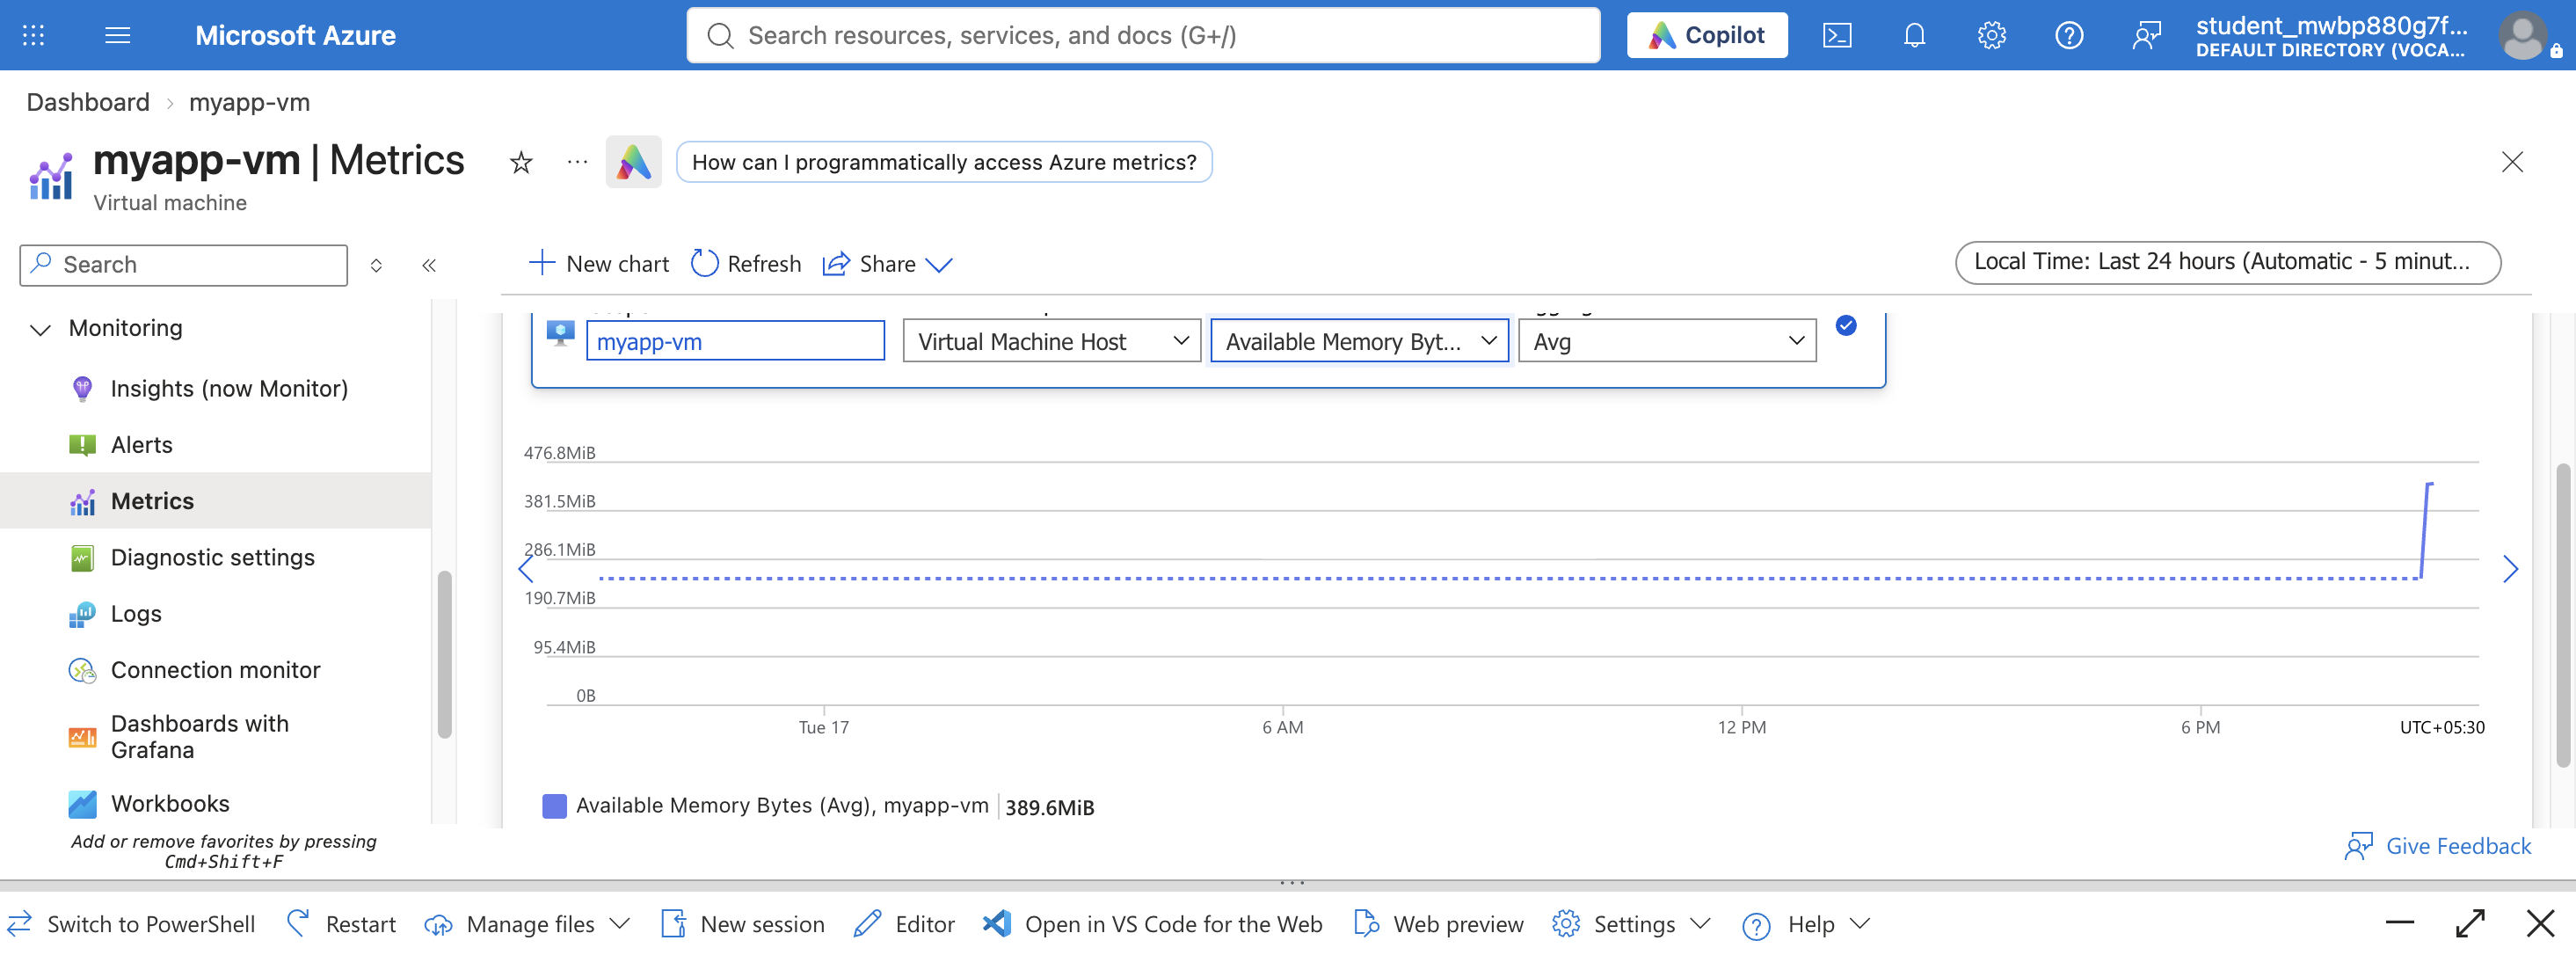 Microsoft Azure
Search resources, services, and docs (G+/)
Copilot
student_mwbp880g7f...
DEFAULT DIRECTORY (VOCA...
Dashboard > myapp-vm
myapp-vm | Metrics
Virtual machine
How can I programmatically access Azure metrics?
Search
New chart
Refresh
Share
Local Time: Last 24 hours (Automatic - 5 minut...
Monitoring
Insights (now Monitor)
Alerts
Metrics
Diagnostic settings
Logs
Connection monitor
Dashboards with
Grafana
Workbooks
Add or remove favorites by pressing
Cmd+Shift+F
myapp-vm
Virtual Machine Host
Available Memory Byt...
Avg
476.8MiB
381.5MiB
286.1MiB
190.7MiB
95.4MiB
0B
Tue 17
6 AM
12 PM
6 PM
UTC+05:30
Available Memory Bytes (Avg), myapp-vm | 389.6MiB
Give Feedback
Switch to PowerShell
Restart
Manage files
New session
Editor
Open in VS Code for the Web
Web preview
Settings
Help